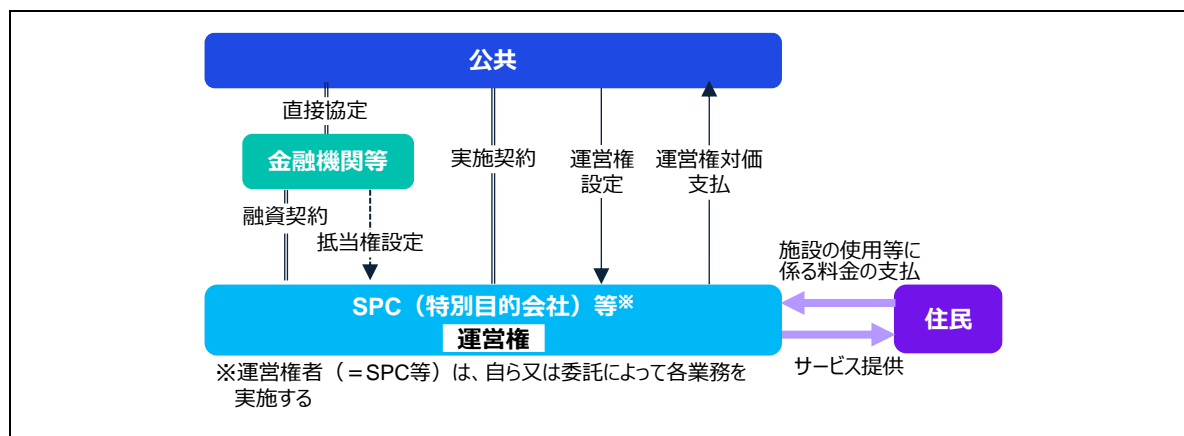 公共
直接協定
金融機関等
実施契約
運営権
設定
運営権対価
支払
融資契約
抵当権設定
施設の使用等に
係る料金の支払
SPC（特別目的会社）等※
運営権
住民
サービス提供
※運営権者（＝SPC等）は、自ら又は委託によって各業務を
実施する